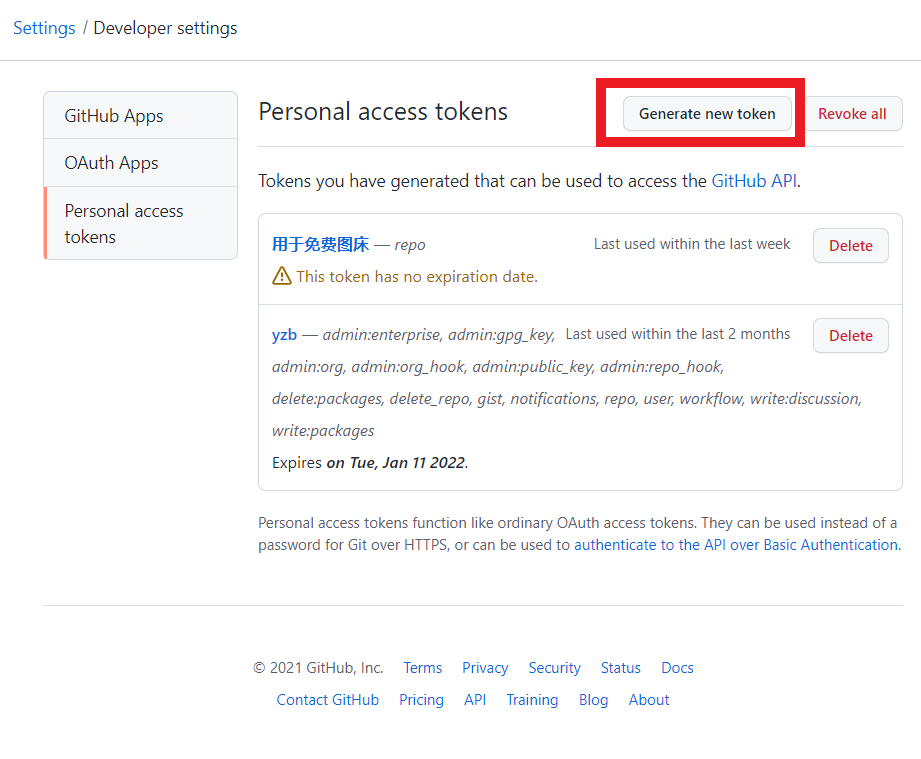 Settings / Developer settings
GitHub Apps
OAuth Apps
Personal access
tokens
Personal access tokens
Generate new token
Revoke all
Tokens you have generated that can be used to access the GitHub API.
用于免费图床 — repo
Last used within the last week
Delete
This token has no expiration date.
yzb — admin:enterprise, admin:gpg_key,
Last used within the last 2 months
Delete
admin:org, admin:org_hook, admin:public_key, admin:repo_hook,
delete:packages, delete_repo, gist, notifications, repo, user, workflow, write:discussion,
write:packages
Expires on Tue, Jan 11 2022.
Personal access tokens function like ordinary OAuth access tokens. They can be used instead of a
password for Git over HTTPS, or can be used to authenticate to the API over Basic Authentication.
© 2021 GitHub, Inc. Terms Privacy Security Status Docs
Contact GitHub Pricing API Training Blog About